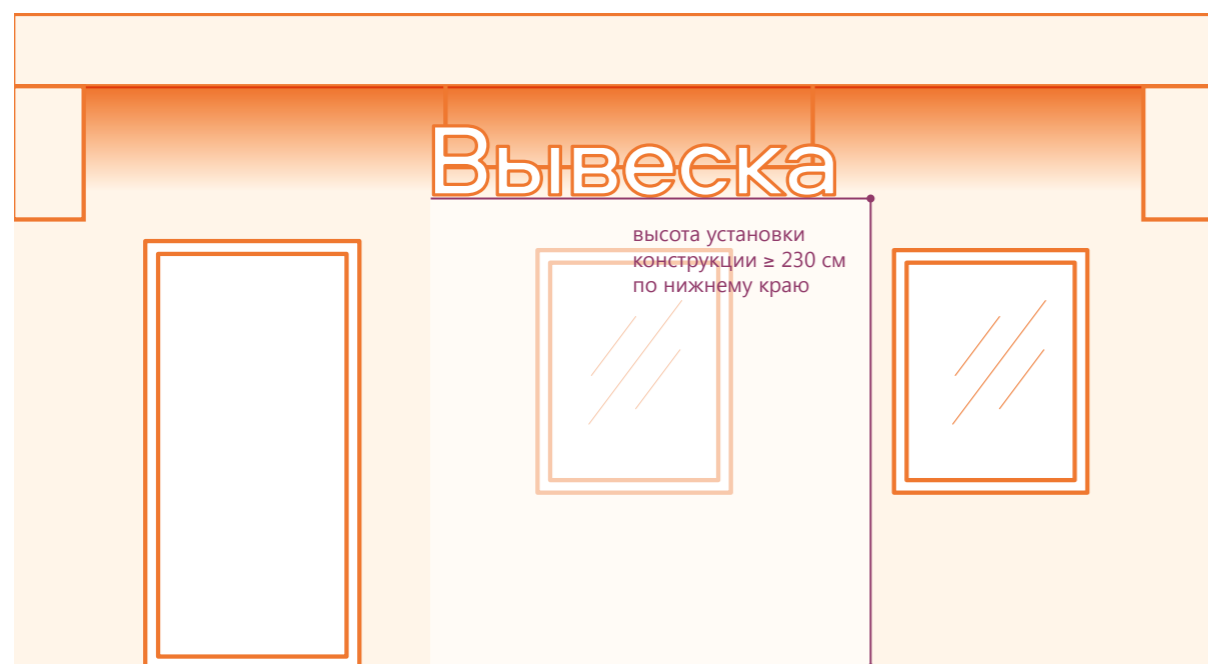 Вывеска
высота установки
конструкции ≥ 230 см
по нижнему краю